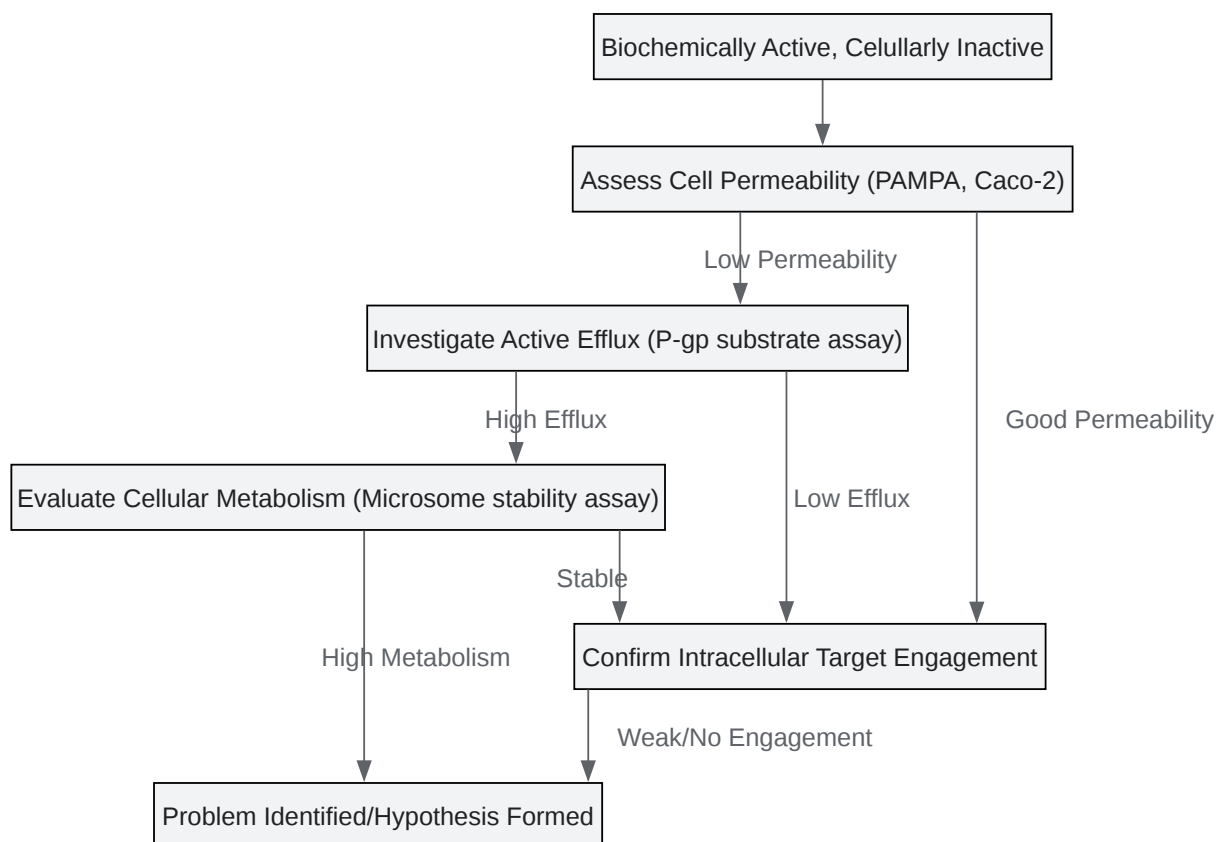 Biochemically Active, Celullarly Inactive
Assess Cell Permeability (PAMPA, Caco-2)
Low Permeability
Investigate Active Efflux (P-gp substrate assay)
High Efflux
Good Permeability
Evaluate Cellular Metabolism (Microsome stability assay)
Low Efflux
Stable
High Metabolism
Confirm Intracellular Target Engagement
Weak/No Engagement
Problem Identified/Hypothesis Formed